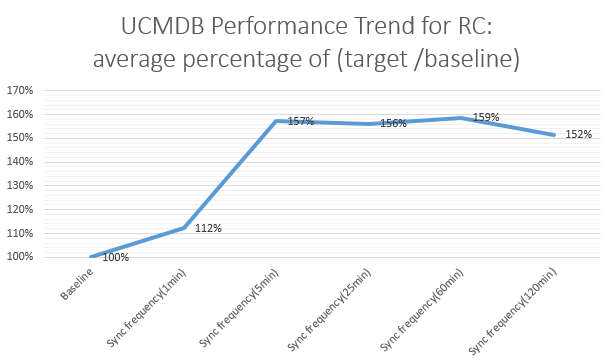 UCMDB Performance Trend for RC:
average percentage of (target /baseline)
170%
160%
150%
140%
130%
120%
110%
100%
100%
112%
157%
156%
159%
152%
Baseline
Sync frequency(1min)
Sync frequency(5min)
Sync frequency(25min)
Sync frequency(60min)
Sync frequency(120min)